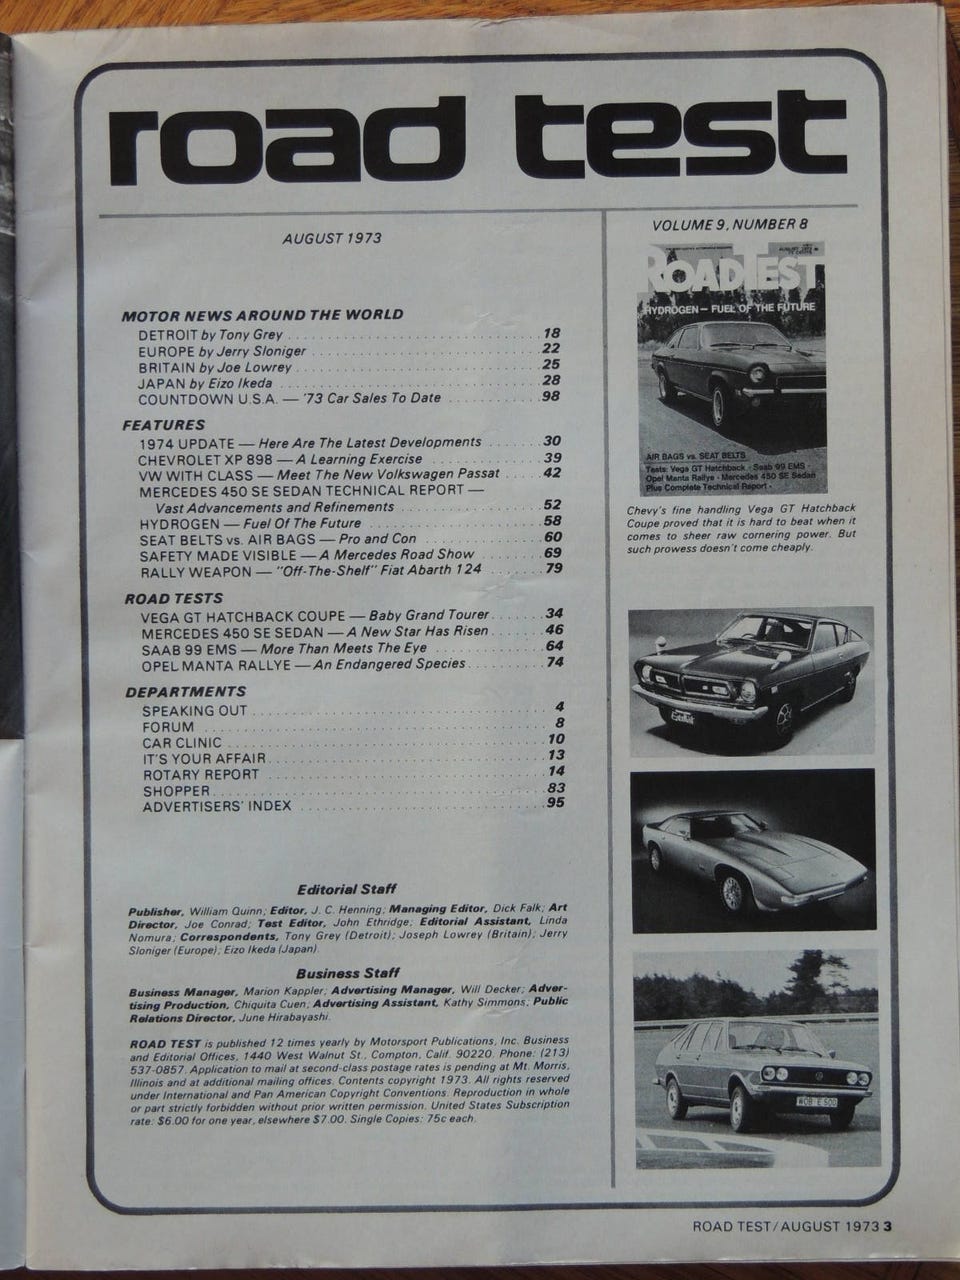 road test
AUGUST 1973
MOTOR NEWS AROUND THE WORLD
DETROIT by Tony Grey 18
EUROPE by Jerry Sloniger 22
BRITAIN by Joe Lowrey 25
JAPAN by Eizo Ikeda 28
COUNTDOWN U.S.A. — '73 Car Sales To Date 98
FEATURES
1974 UPDATE — Here Are The Latest Developments 30
CHEVROLET XP 898 — A Learning Exercise 39
VW WITH CLASS — Meet The New Volkswagen Passat 42
MERCEDES 450 SE SEDAN TECHNICAL REPORT —
Vast Advancements and Refinements 52
HYDROGEN — Fuel Of The Future 58
SEAT BELTS vs. AIR BAGS — Pro and Con 60
SAFETY MADE VISIBLE — A Mercedes Road Show 69
RALLY WEAPON — "Off-The-Shelf" Fiat Abarth 124 79
ROAD TESTS
VEGA GT HATCHBACK COUPE — Baby Grand Tourer 34
MERCEDES 450 SE SEDAN — A New Star Has Risen 46
SAAB 99 EMS — More Than Meets The Eye 64
OPEL MANTA RALLYE — An Endangered Species 74
DEPARTMENTS
SPEAKING OUT 4
FORUM 8
CAR CLINIC 10
IT'S YOUR AFFAIR 13
ROTARY REPORT 14
SHOPPER 83
ADVERTISERS' INDEX 95
Editorial Staff
Publisher, William Quinn; Editor, J. C. Henning; Managing Editor, Dick Falk; Art
Director, Joe Conrad; Test Editor, John Ethridge; Editorial Assistant, Linda
Nomura; Correspondents, Tony Grey (Detroit); Joseph Lowrey (Britain); Jerry
Sloniger (Europe); Eizo Ikeda (Japan).
Business Staff
Business Manager, Marion Kappler; Advertising Manager, Will Decker; Adver-
tising Production, Chiquita Cuen; Advertising Assistant, Kathy Simmons; Public
Relations Director, June Hirabayashi.
ROAD TEST is published 12 times yearly by Motorsport Publications, Inc. Business
and Editorial Offices, 1440 West Walnut St., Compton, Calif. 90220. Phone: (213)
537-0857. Application to mail at second-class postage rates is pending at Mt. Morris,
Illinois and at additional mailing offices. Contents copyright 1973. All rights reserved
under International and Pan American Copyright Conventions. Reproduction in whole
or part strictly forbidden without prior written permission. United States Subscription
rate: $6.00 for one year, elsewhere $7.00. Single Copies: 75c each.
VOLUME 9, NUMBER 8
ROAD TEST
HYDROGEN — FUEL OF THE FUTURE
AIR BAGS vs. SEAT BELTS
Tests: Vega GT Hatchback · Saab 99 EMS ·
Opel Manta Rallye · Mercedes 450 SE Sedan
Plus Complete Technical Report ·
Chevy's fine handling Vega GT Hatchback
Coupe proved that it is hard to beat when it
comes to sheer raw cornering power. But
such prowess doesn't come cheaply.
WOB E 500
ROAD TEST/AUGUST 1973 3